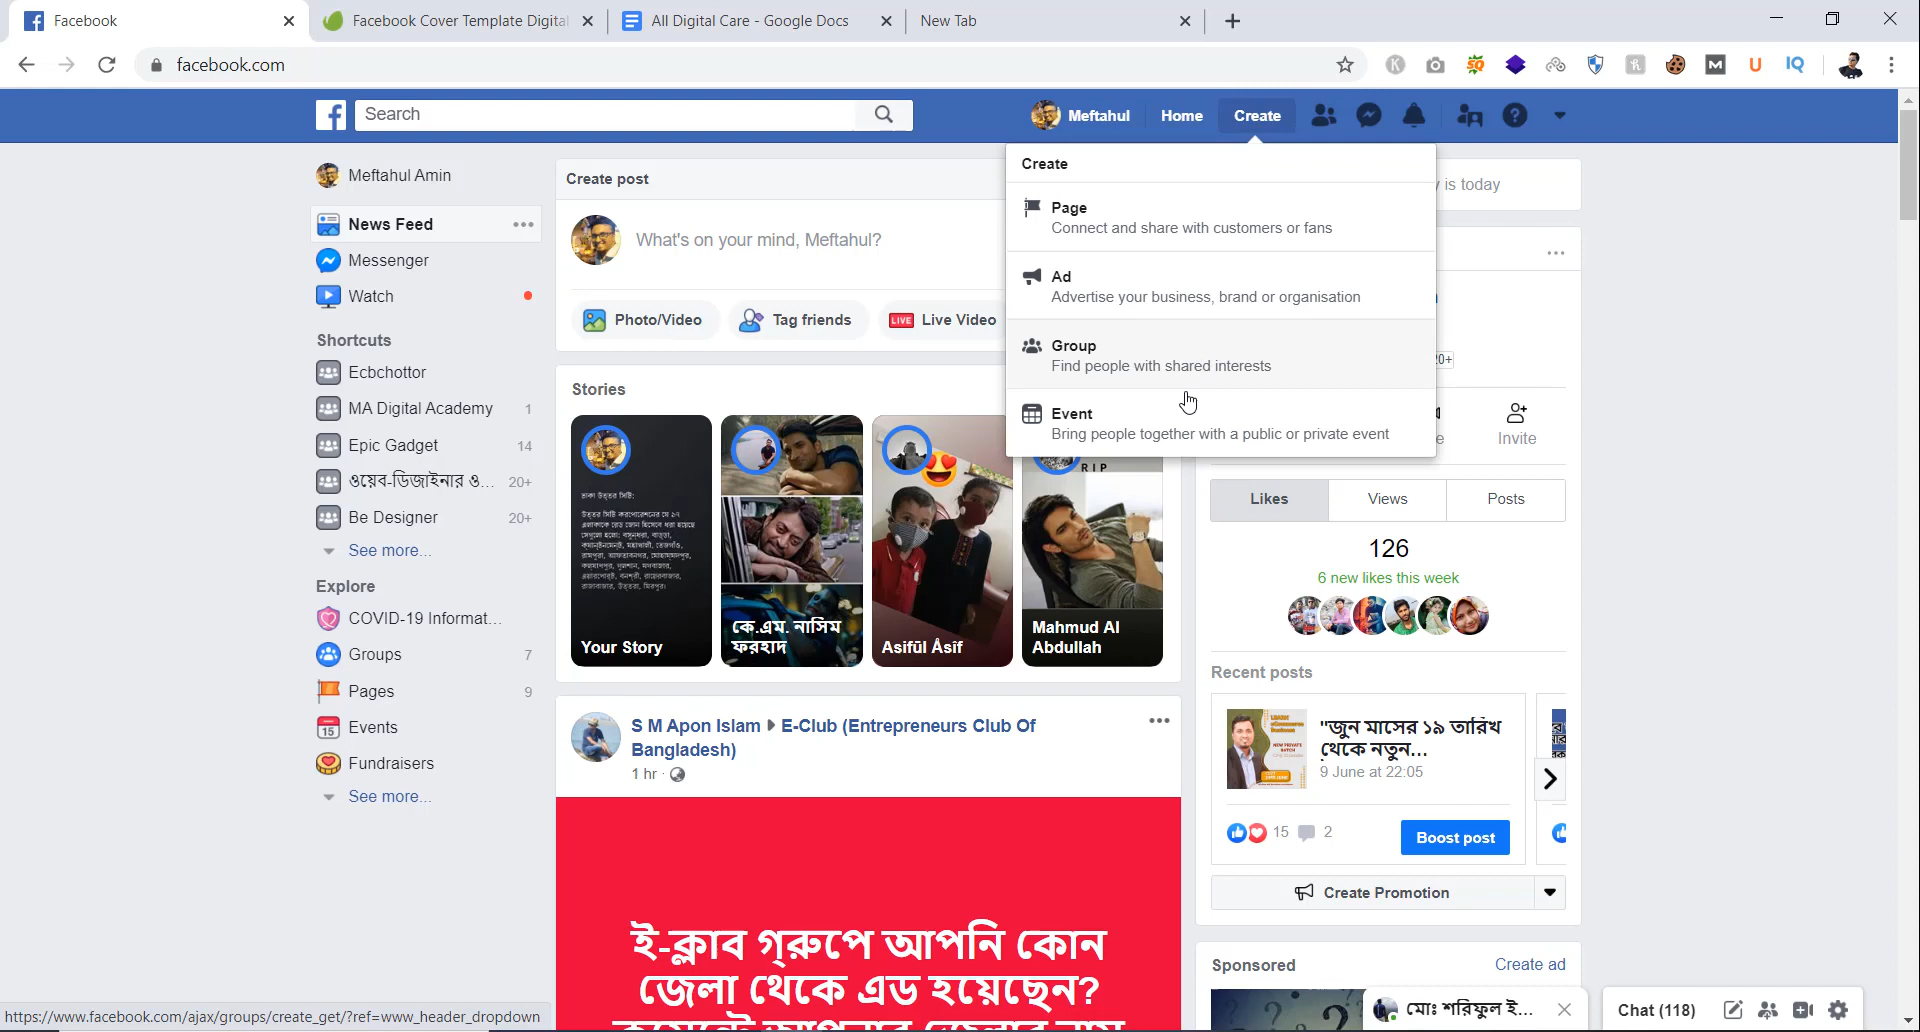 Facebook
Facebook Cover Template Digital
All Digital Care - Google Docs
New Tab
facebook.com
Search
Meftahul
Home
Create
Meftahul Amin
News Feed
Messenger
Watch
Shortcuts
Ecbchottor
MA Digital Academy 1
Epic Gadget 14
ওয়েব-ডিজাইনার ও... 20+
Be Designer 20+
See more...
Explore
COVID-19 Informat...
Groups 7
Pages 9
15 Events
Fundraisers
See more...
Create post
What's on your mind, Meftahul?
Photo/Video
Tag friends
LIVE Live Video
Stories
ঢাকা উত্তর সিটি:
Your Story
কে.এম. নাসিম
ফরহাদ
Asifūl Åsîf
RIP
Mahmud Al
Abdullah
S M Apon Islam E-Club (Entrepreneurs Club Of
Bangladesh)
1 hr ·
ই-ক্লাব গ্রুপে আপনি কোন
জেলা থেকে এড হয়েছেন?
Create
Page
Connect and share with customers or fans
Ad
Advertise your business, brand or organisation
Group
Find people with shared interests
Event
Bring people together with a public or private event
is today
20+
Invite
Likes
Views
Posts
126
6 new likes this week
Recent posts
"জুন মাসের ১৯ তারিখ
থেকে নতুন...
9 June at 22:05
15
2
Boost post
Create Promotion
Sponsored
Create ad
মোঃ শরিফুল ই...
Chat (118)
https://www.facebook.com/ajax/groups/create_get/?ref=www_header_dropdown